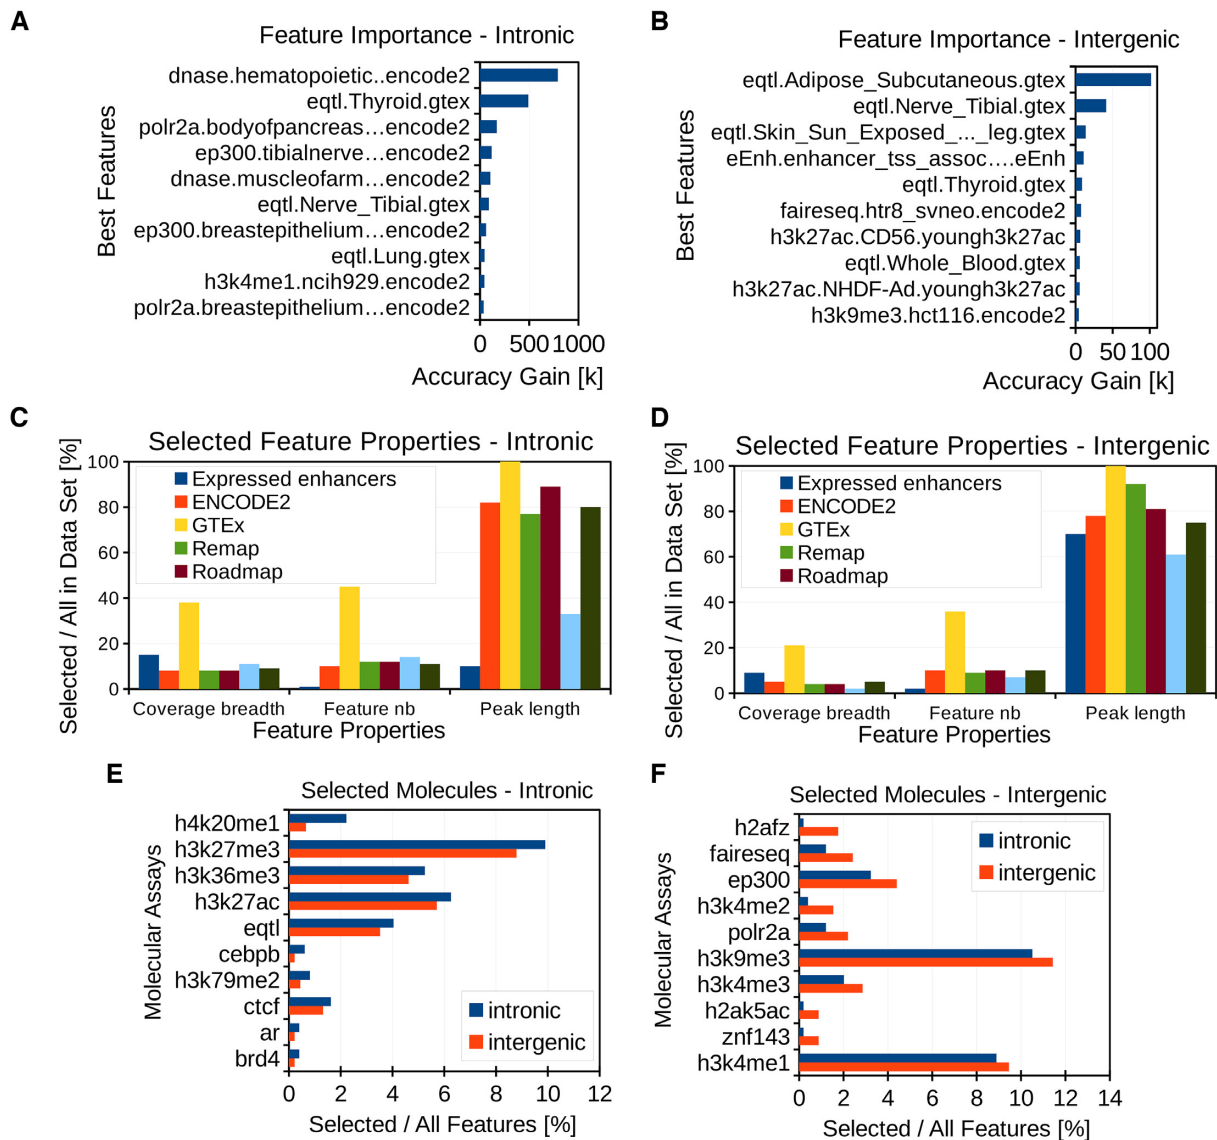 A
Feature Importance - Intronic
Best Features
dnase.hematopoietic..encode2
eqtl.Thyroid.gtex
polr2a.bodyofpancreas...encode2
ep300.tibialnerve...encode2
dnase.muscleofarm...encode2
eqtl.Nerve_Tibial.gtex
ep300.breastepithelium...encode2
eqtl.Lung.gtex
h3k4me1.ncih929.encode2
polr2a.breastepithelium...encode2
0 500 1000
Accuracy Gain [k]
B
Feature Importance - Intergenic
Best Features
eqtl.Adipose_Subcutaneous.gtex
eqtl.Nerve_Tibial.gtex
eqtl.Skin_Sun_Exposed_..._leg.gtex
eEnh.enhancer_tss_assoc....eEnh
eqtl.Thyroid.gtex
faireseq.htr8_svneo.encode2
h3k27ac.CD56.youngh3k27ac
eqtl.Whole_Blood.gtex
h3k27ac.NHDF-Ad.youngh3k27ac
h3k9me3.hct116.encode2
0 50 100
Accuracy Gain [k]
C
Selected Feature Properties - Intronic
Selected / All in Data Set [%]
100
80
60
40
20
0
Expressed enhancers
ENCODE2
GTEx
Remap
Roadmap
Coverage breadth Feature nb Peak length
Feature Properties
D
Selected Feature Properties - Intergenic
Selected / All in Data Set [%]
100
80
60
40
20
0
Expressed enhancers
ENCODE2
GTEx
Remap
Roadmap
Coverage breadth Feature nb Peak length
Feature Properties
E
Selected Molecules - Intronic
Molecular Assays
h4k20me1
h3k27me3
h3k36me3
h3k27ac
eqtl
cebpb
h3k79me2
ctcf
ar
brd4
intronic
intergenic
0 2 4 6 8 10 12
Selected / All Features [%]
F
Selected Molecules - Intergenic
Molecular Assays
h2afz
faireseq
ep300
h3k4me2
polr2a
h3k9me3
h3k4me3
h2ak5ac
znf143
h3k4me1
intronic
intergenic
0 2 4 6 8 10 12 14
Selected / All Features [%]